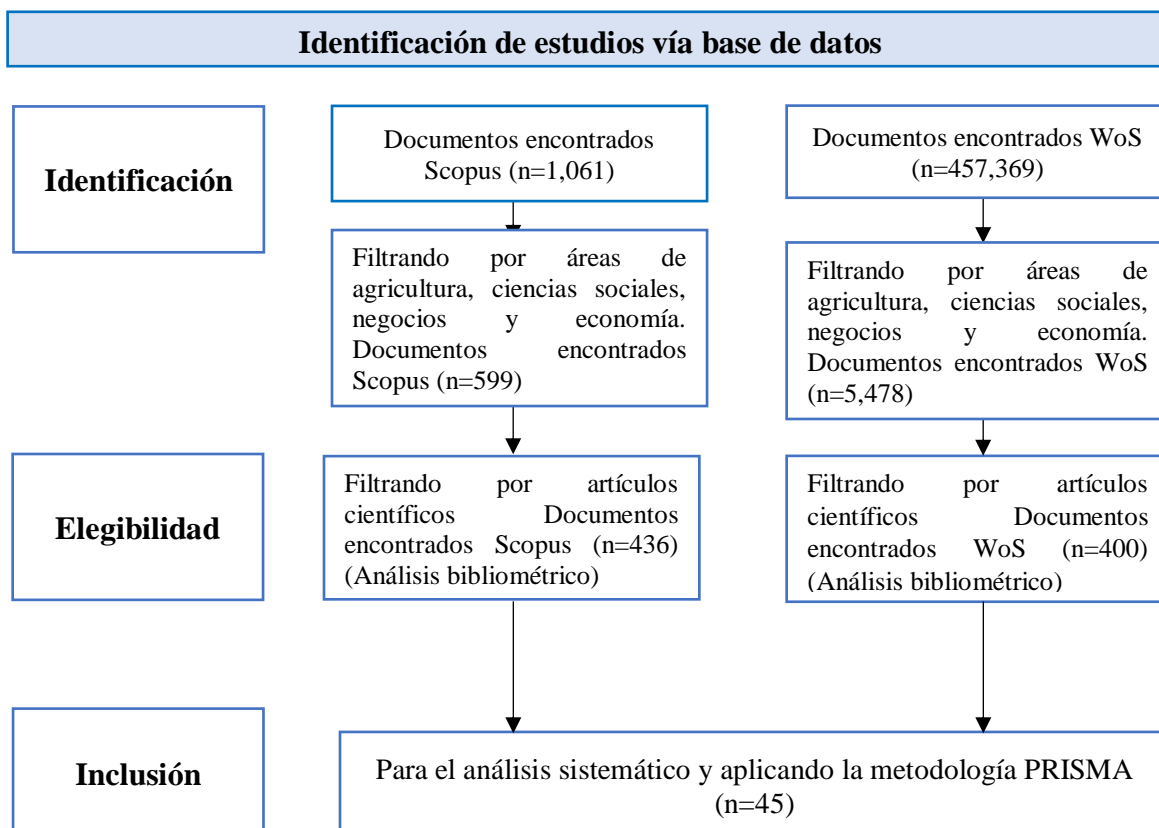 Identificación de estudios vía base de datos
Identificación
Documentos encontrados
Scopus (n=1,061)
Documentos encontrados WoS
(n=457,369)
Filtrando por áreas de
agricultura, ciencias sociales,
negocios y economía.
Documentos encontrados
Scopus (n=599)
Filtrando por áreas de
agricultura, ciencias sociales,
negocios y economía.
Documentos encontrados WoS
(n=5,478)
Elegibilidad
Filtrando por artículos
científicos Documentos
encontrados Scopus (n=436)
(Análisis bibliométrico)
Filtrando por artículos
científicos Documentos
encontrados WoS (n=400)
(Análisis bibliométrico)
Inclusión
Para el análisis sistemático y aplicando la metodología PRISMA
(n=45)